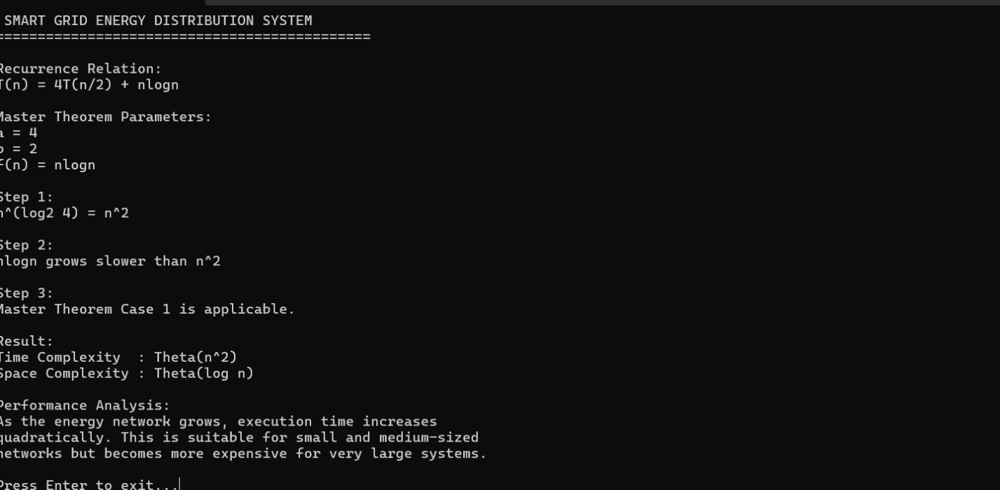 SMART GRID ENERGY DISTRIBUTION SYSTEM
=============================================
Recurrence Relation:
T(n) = 4T(n/2) + nlogn
Master Theorem Parameters:
a = 4
b = 2
f(n) = nlogn
Step 1:
n^(log2 4) = n^2
Step 2:
nlogn grows slower than n^2
Step 3:
Master Theorem Case 1 is applicable.
Result:
Time Complexity  : Theta(n^2)
Space Complexity : Theta(log n)
Performance Analysis:
As the energy network grows, execution time increases
quadratically. This is suitable for small and medium-sized
networks but becomes more expensive for very large systems.
Press Enter to exit...